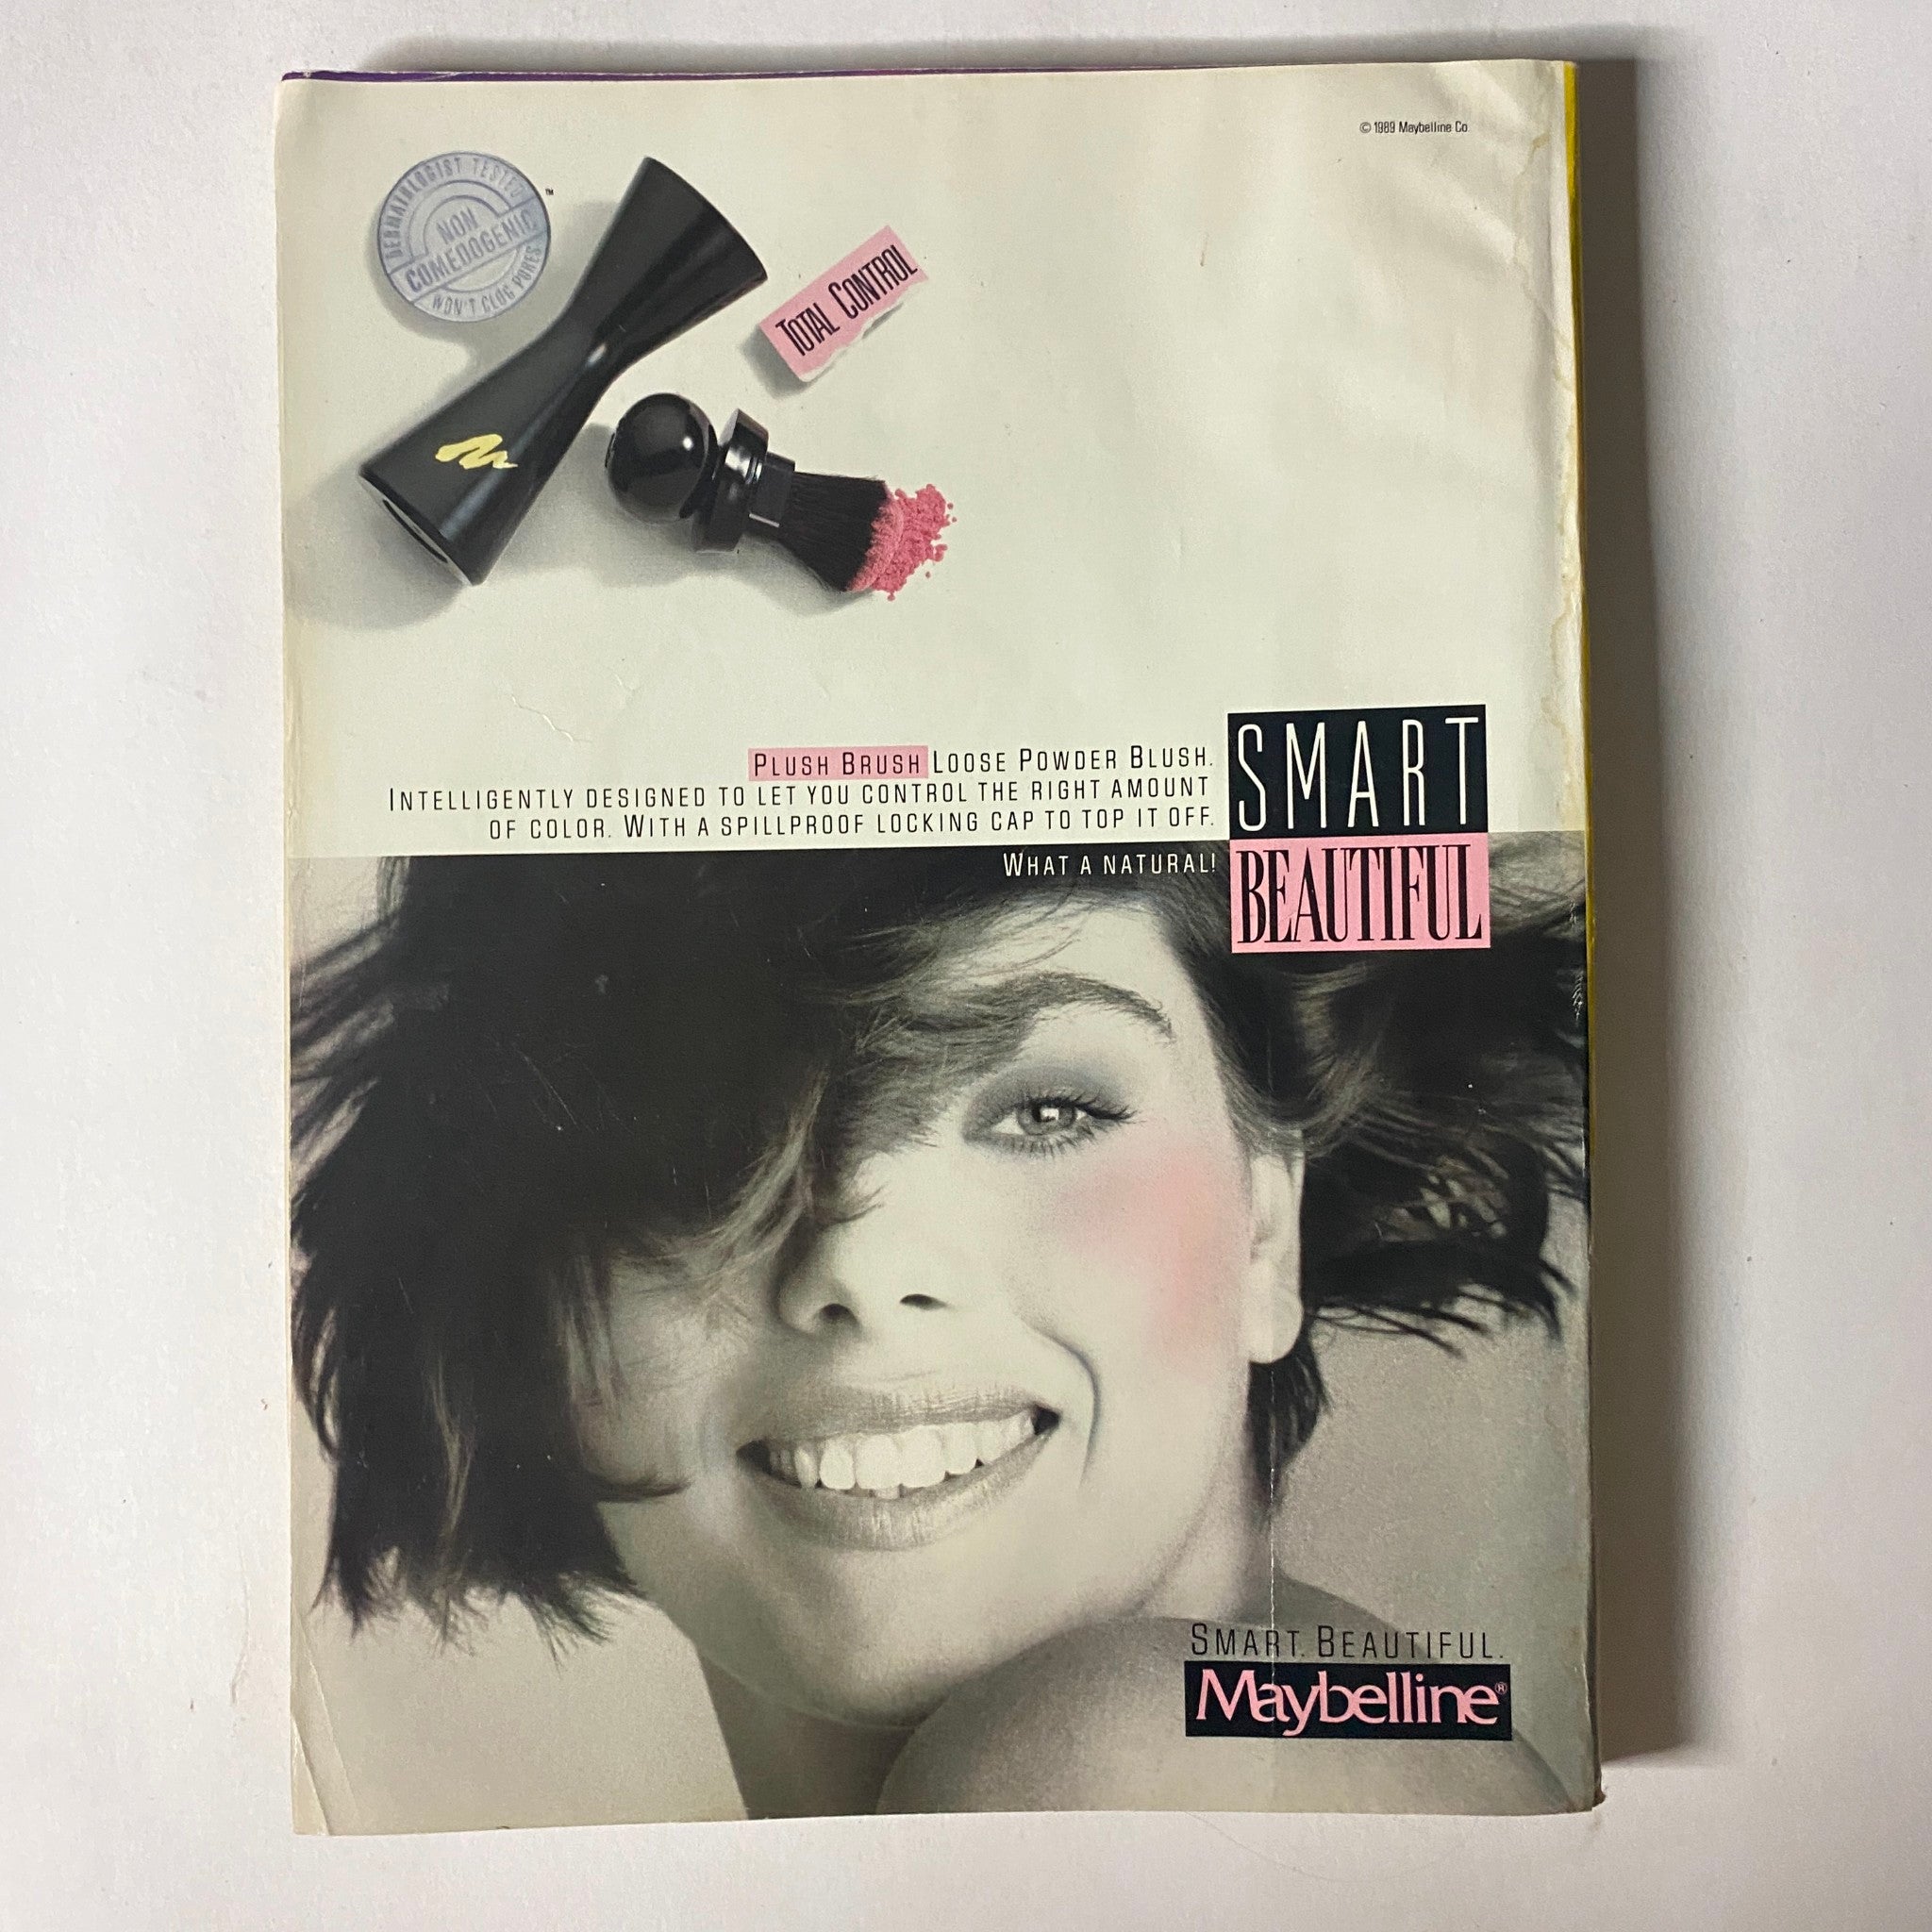 © 1989 Maybelline Co.
DERMATOLOGIST TESTED
NON
COMEDOGENIC
WON'T CLOG PORES
™
TOTAL CONTROL
PLUSH BRUSH LOOSE POWDER BLUSH.
INTELLIGENTLY DESIGNED TO LET YOU CONTROL THE RIGHT AMOUNT
OF COLOR. WITH A SPILLPROOF LOCKING CAP TO TOP IT OFF.
WHAT A NATURAL!
SMART
BEAUTIFUL
SMART. BEAUTIFUL.
Maybelline®